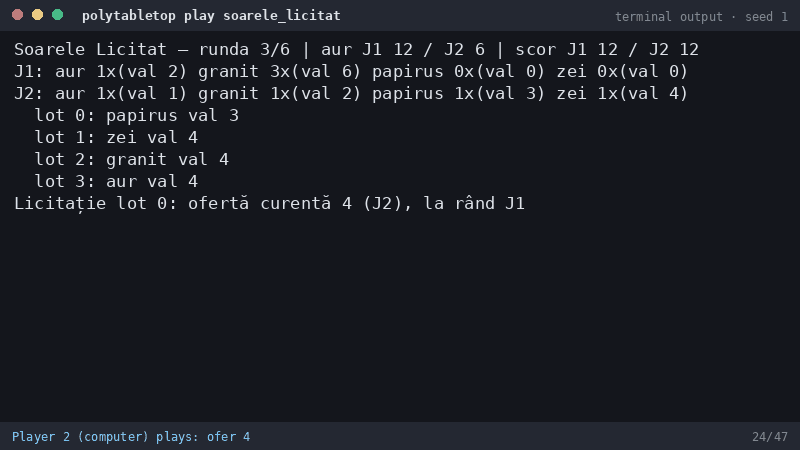 polytabletop play soarele_licitat
terminal output · seed 1
Soarele Licitat — runda 3/6 | aur J1 12 / J2 6 | scor J1 12 / J2 12
J1: aur 1x(val 2) granit 3x(val 6) papirus 0x(val 0) zei 0x(val 0)
J2: aur 1x(val 1) granit 1x(val 2) papirus 1x(val 3) zei 1x(val 4)
lot 0: papirus val 3
lot 1: zei val 4
lot 2: granit val 4
lot 3: aur val 4
Licitație lot 0: ofertă curentă 4 (J2), la rând J1
Player 2 (computer) plays: ofer 4
24/47